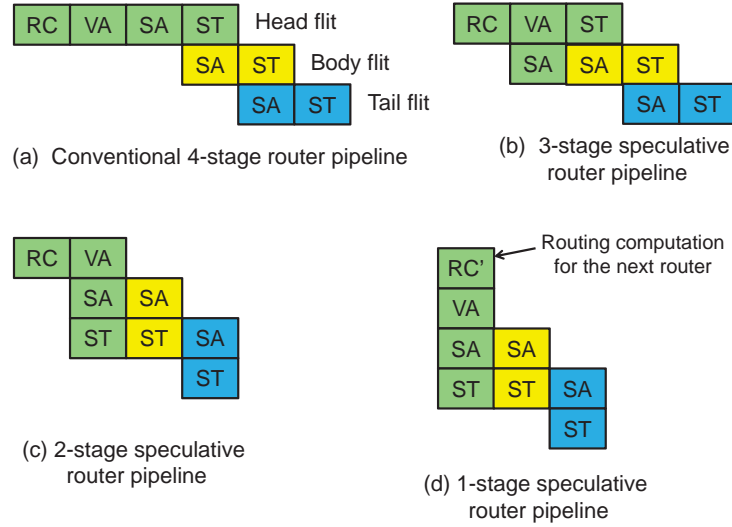 RC VA SA ST Head flit
SA ST Body flit
SA ST Tail flit
(a) Conventional 4-stage router pipeline
RC VA ST
SA SA ST
SA ST
(b) 3-stage speculative
router pipeline
RC VA
SA SA
ST ST SA
ST
(c) 2-stage speculative
router pipeline
RC’ Routing computation
for the next router
VA
SA SA
ST ST SA
ST
(d) 1-stage speculative
router pipeline